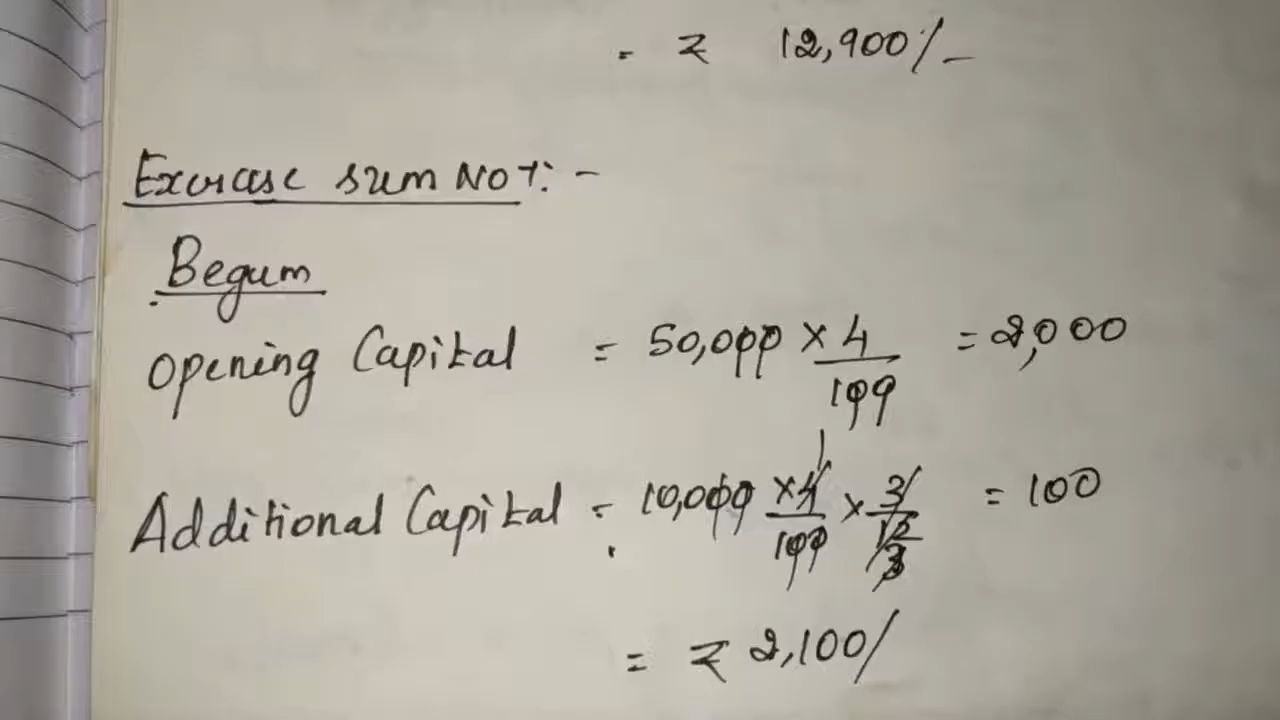 = ₹ 12,900/-
Exercise sum No 7: -
Begum
Opening Capital = 50,000 × 4/100 = 2,000
Additional Capital = 10,000 × 4/100 × 3/12 = 100
= ₹ 2,100/